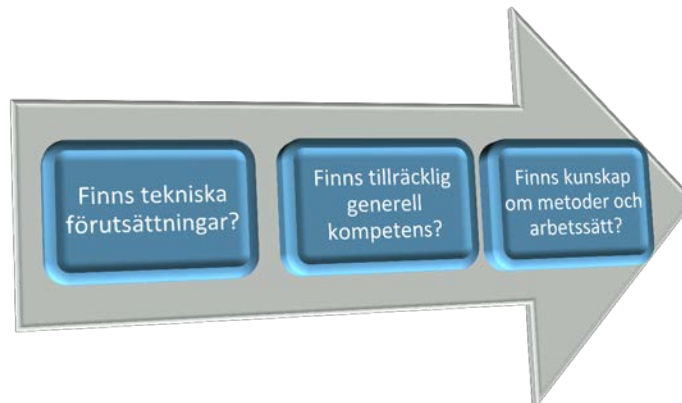 Finns tekniska
förutsättningar?
Finns tillräcklig
generell
kompetens?
Finns kunskap
om metoder och
arbetssätt?